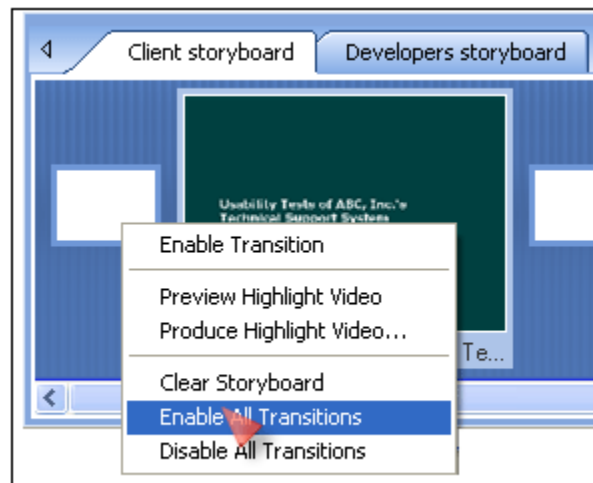 Client storyboard
Developers storyboard
Usability Tests of ABC, Inc.'s
Technical Support System
Enable Transition
Preview Highlight Video
Produce Highlight Video...
Te...
Clear Storyboard
Enable All Transitions
Disable All Transitions